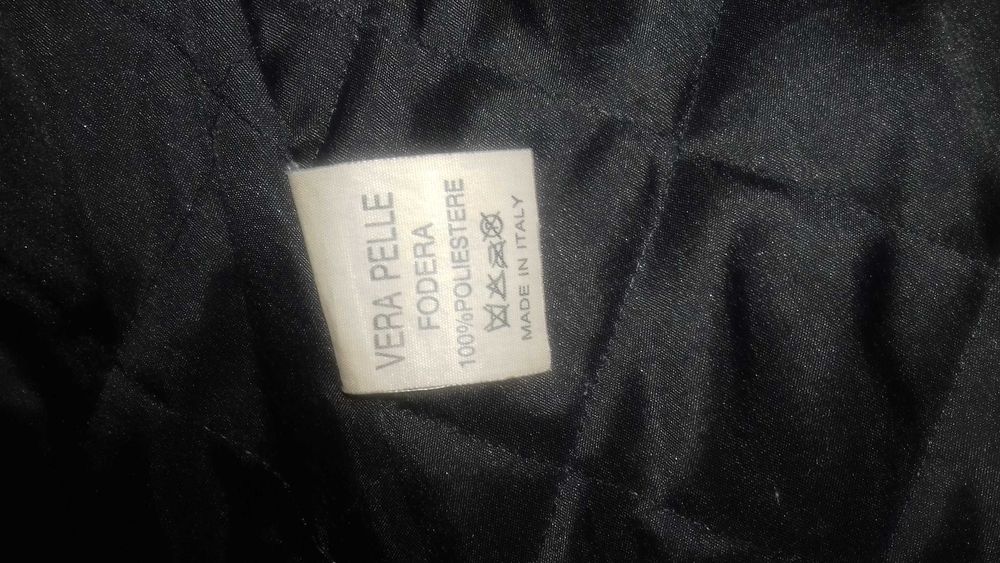 VERA PELLE
FODERA
100%POLIESTERE
MADE IN ITALY